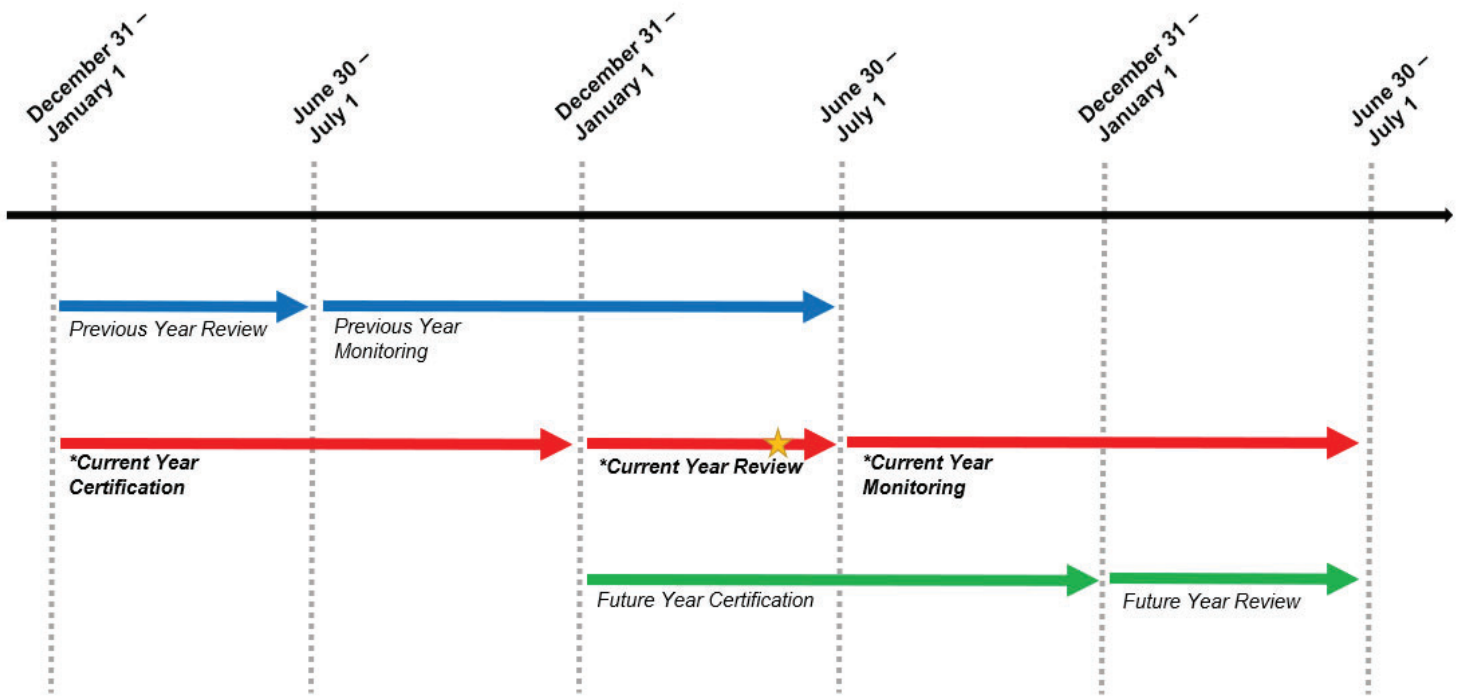 December 31 –
January 1
June 30 –
July 1
December 31 –
January 1
June 30 –
July 1
December 31 –
January 1
June 30 –
July 1
Previous Year Review
Previous Year
Monitoring
*Current Year
Certification
*Current Year Review
*Current Year
Monitoring
Future Year Certification
Future Year Review